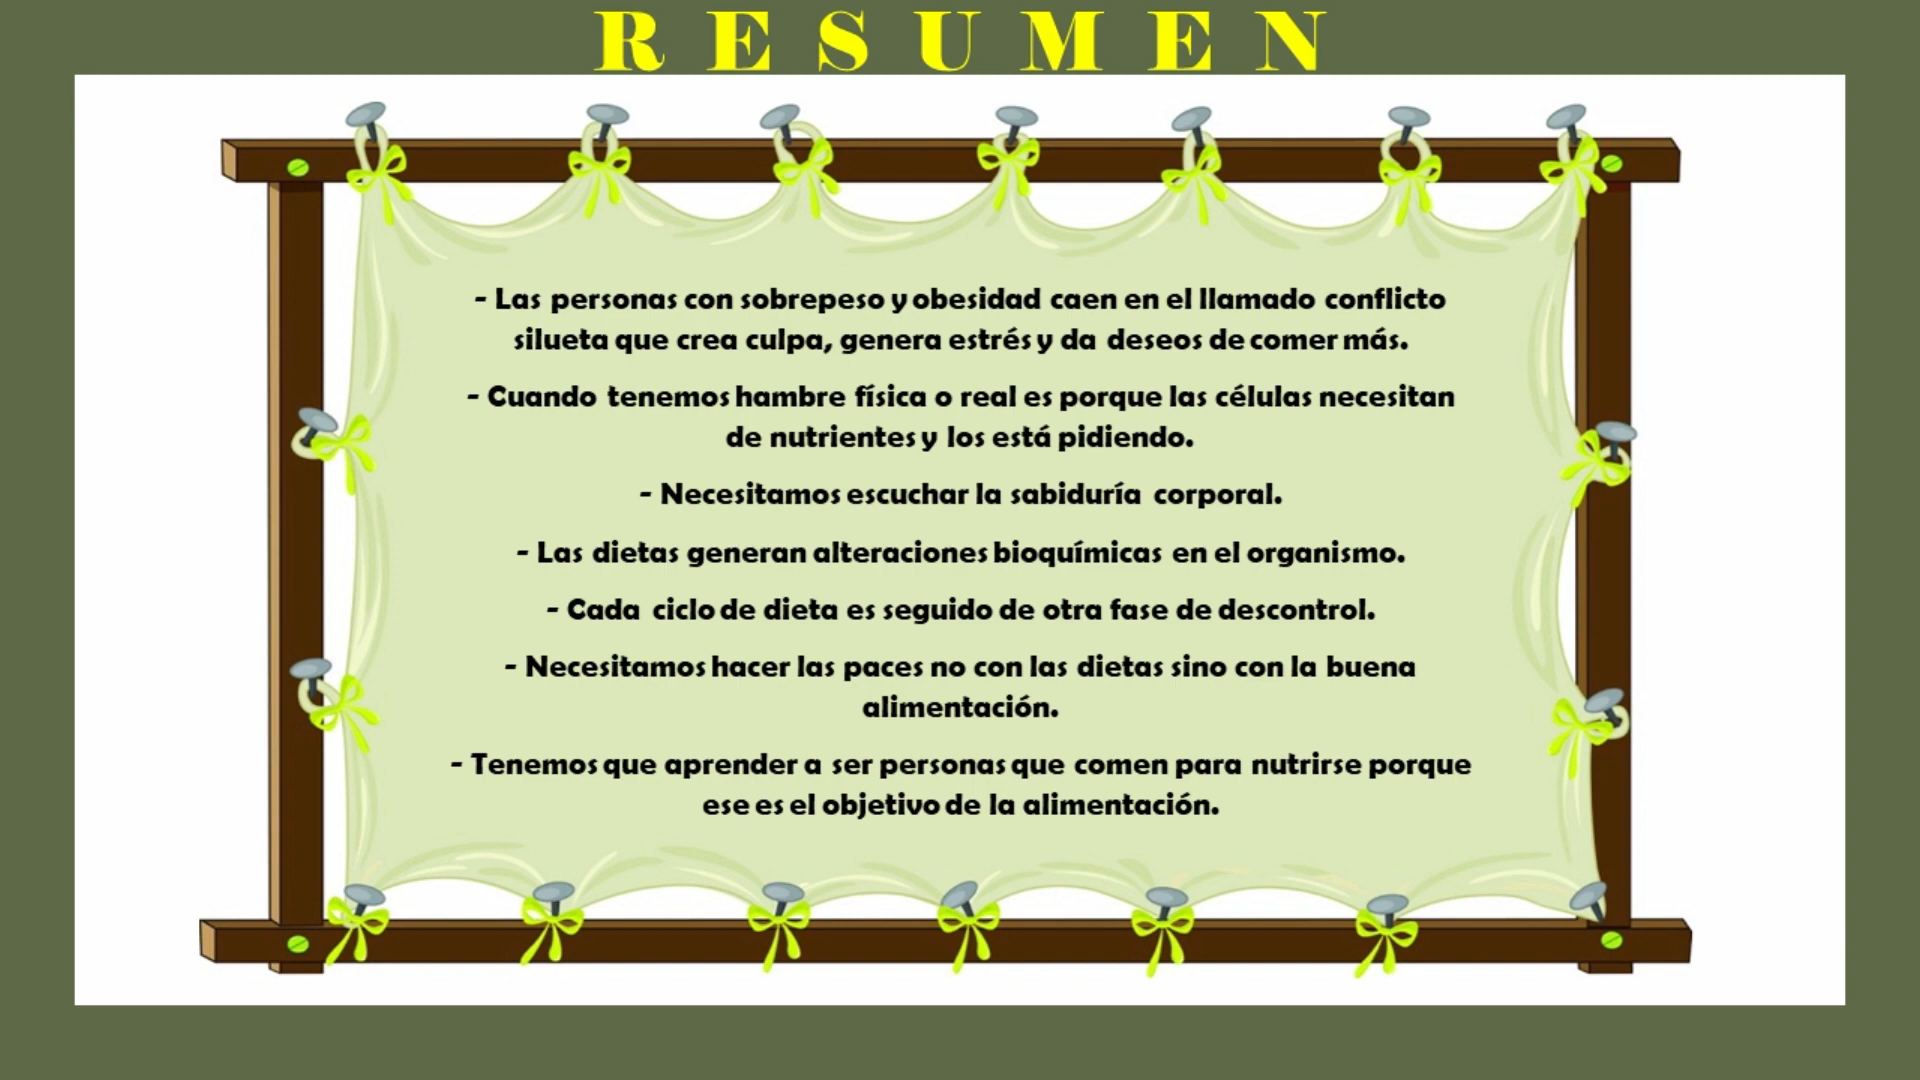 R E S U M E N
- Las personas con sobrepeso y obesidad caen en el llamado conflicto
silueta que crea culpa, genera estrés y da deseos de comer más.
- Cuando tenemos hambre física o real es porque las células necesitan
de nutrientes y los está pidiendo.
- Necesitamos escuchar la sabiduría corporal.
- Las dietas generan alteraciones bioquímicas en el organismo.
- Cada ciclo de dieta es seguido de otra fase de descontrol.
- Necesitamos hacer las paces no con las dietas sino con la buena
alimentación.
- Tenemos que aprender a ser personas que comen para nutrirse porque
ese es el objetivo de la alimentación.